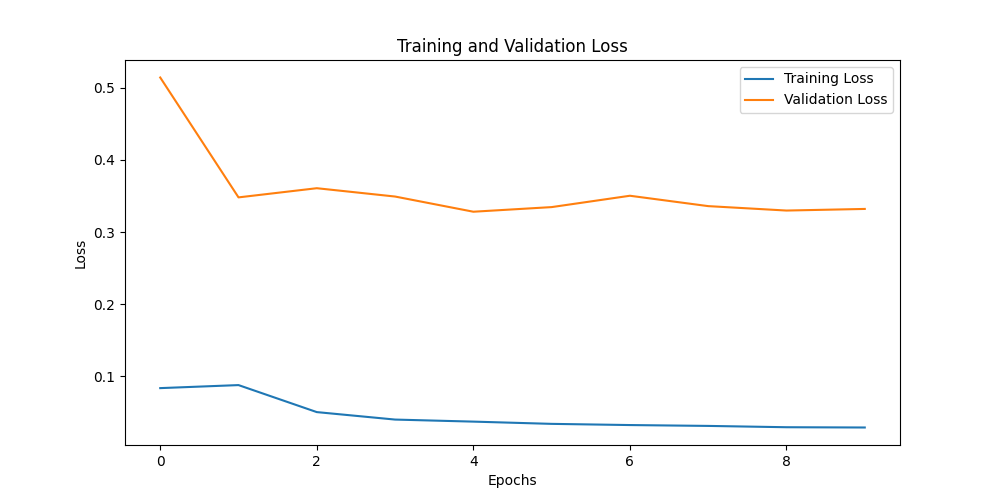 Training and Validation Loss
Training Loss
Validation Loss
0.5
0.4
0.3
0.2
0.1
Loss
0 2 4 6 8
Epochs